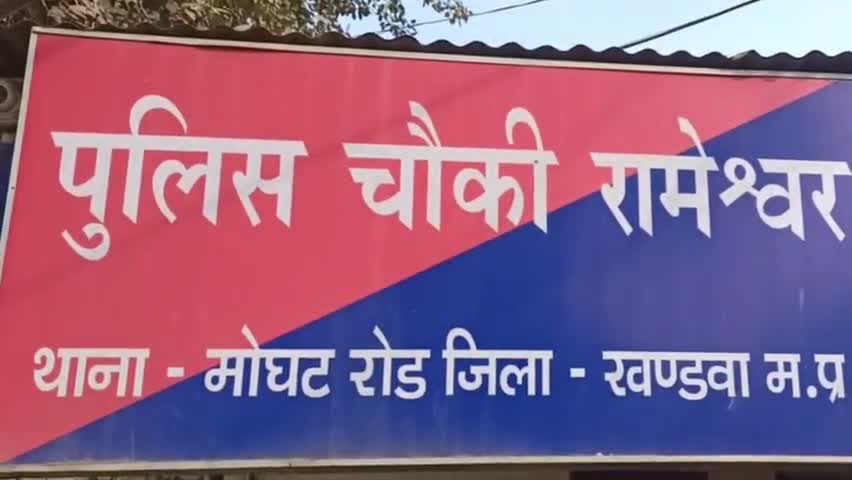 पुलिस चौकी रामेश्वर
थाना - मोघट रोड जिला - खण्डवा म.प्र